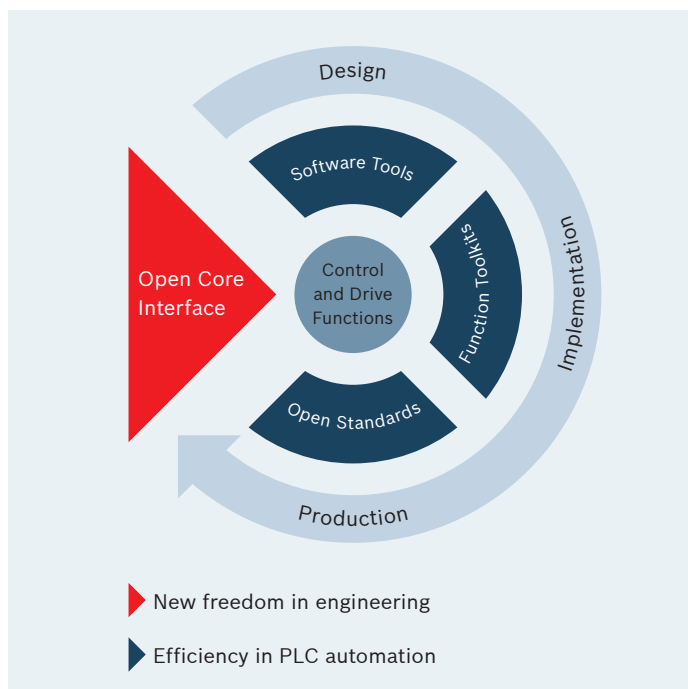 Design
Software Tools
Open Core
Interface
Control
and Drive
Functions
Function Toolkits
Implementation
Open Standards
Production
New freedom in engineering
Efficiency in PLC automation